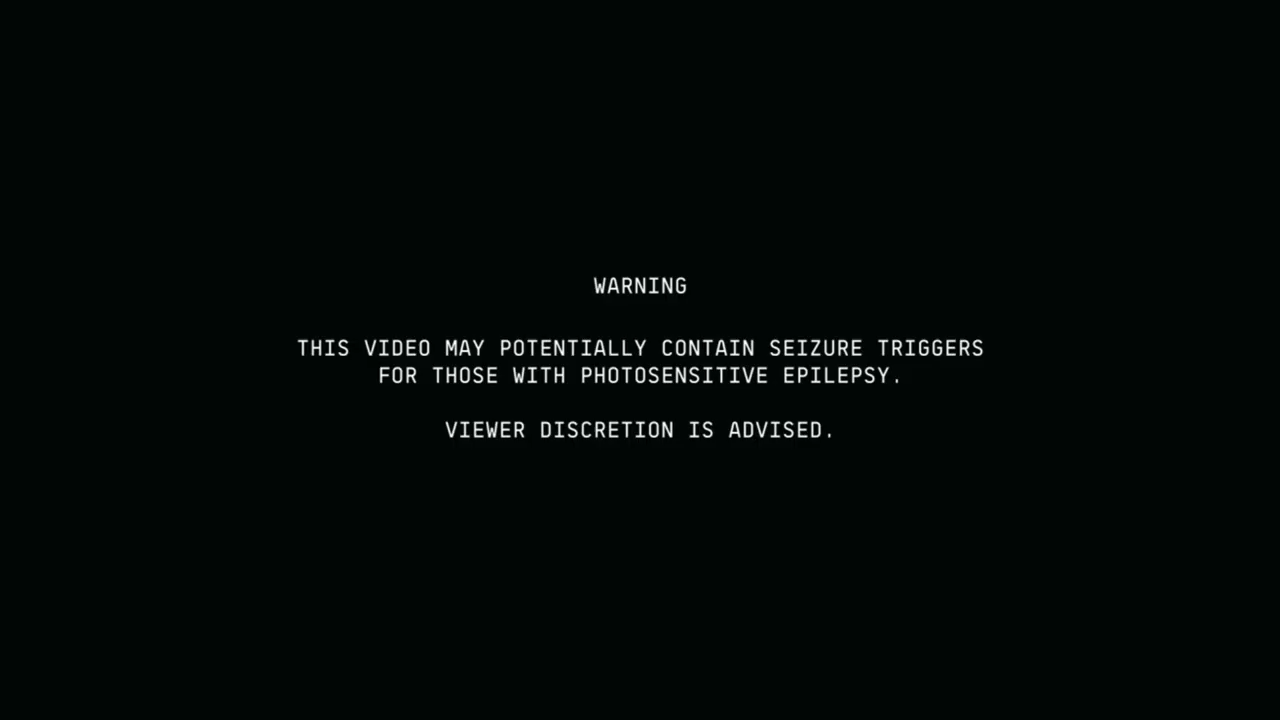 WARNING
THIS VIDEO MAY POTENTIALLY CONTAIN SEIZURE TRIGGERS
FOR THOSE WITH PHOTOSENSITIVE EPILEPSY.
VIEWER DISCRETION IS ADVISED.